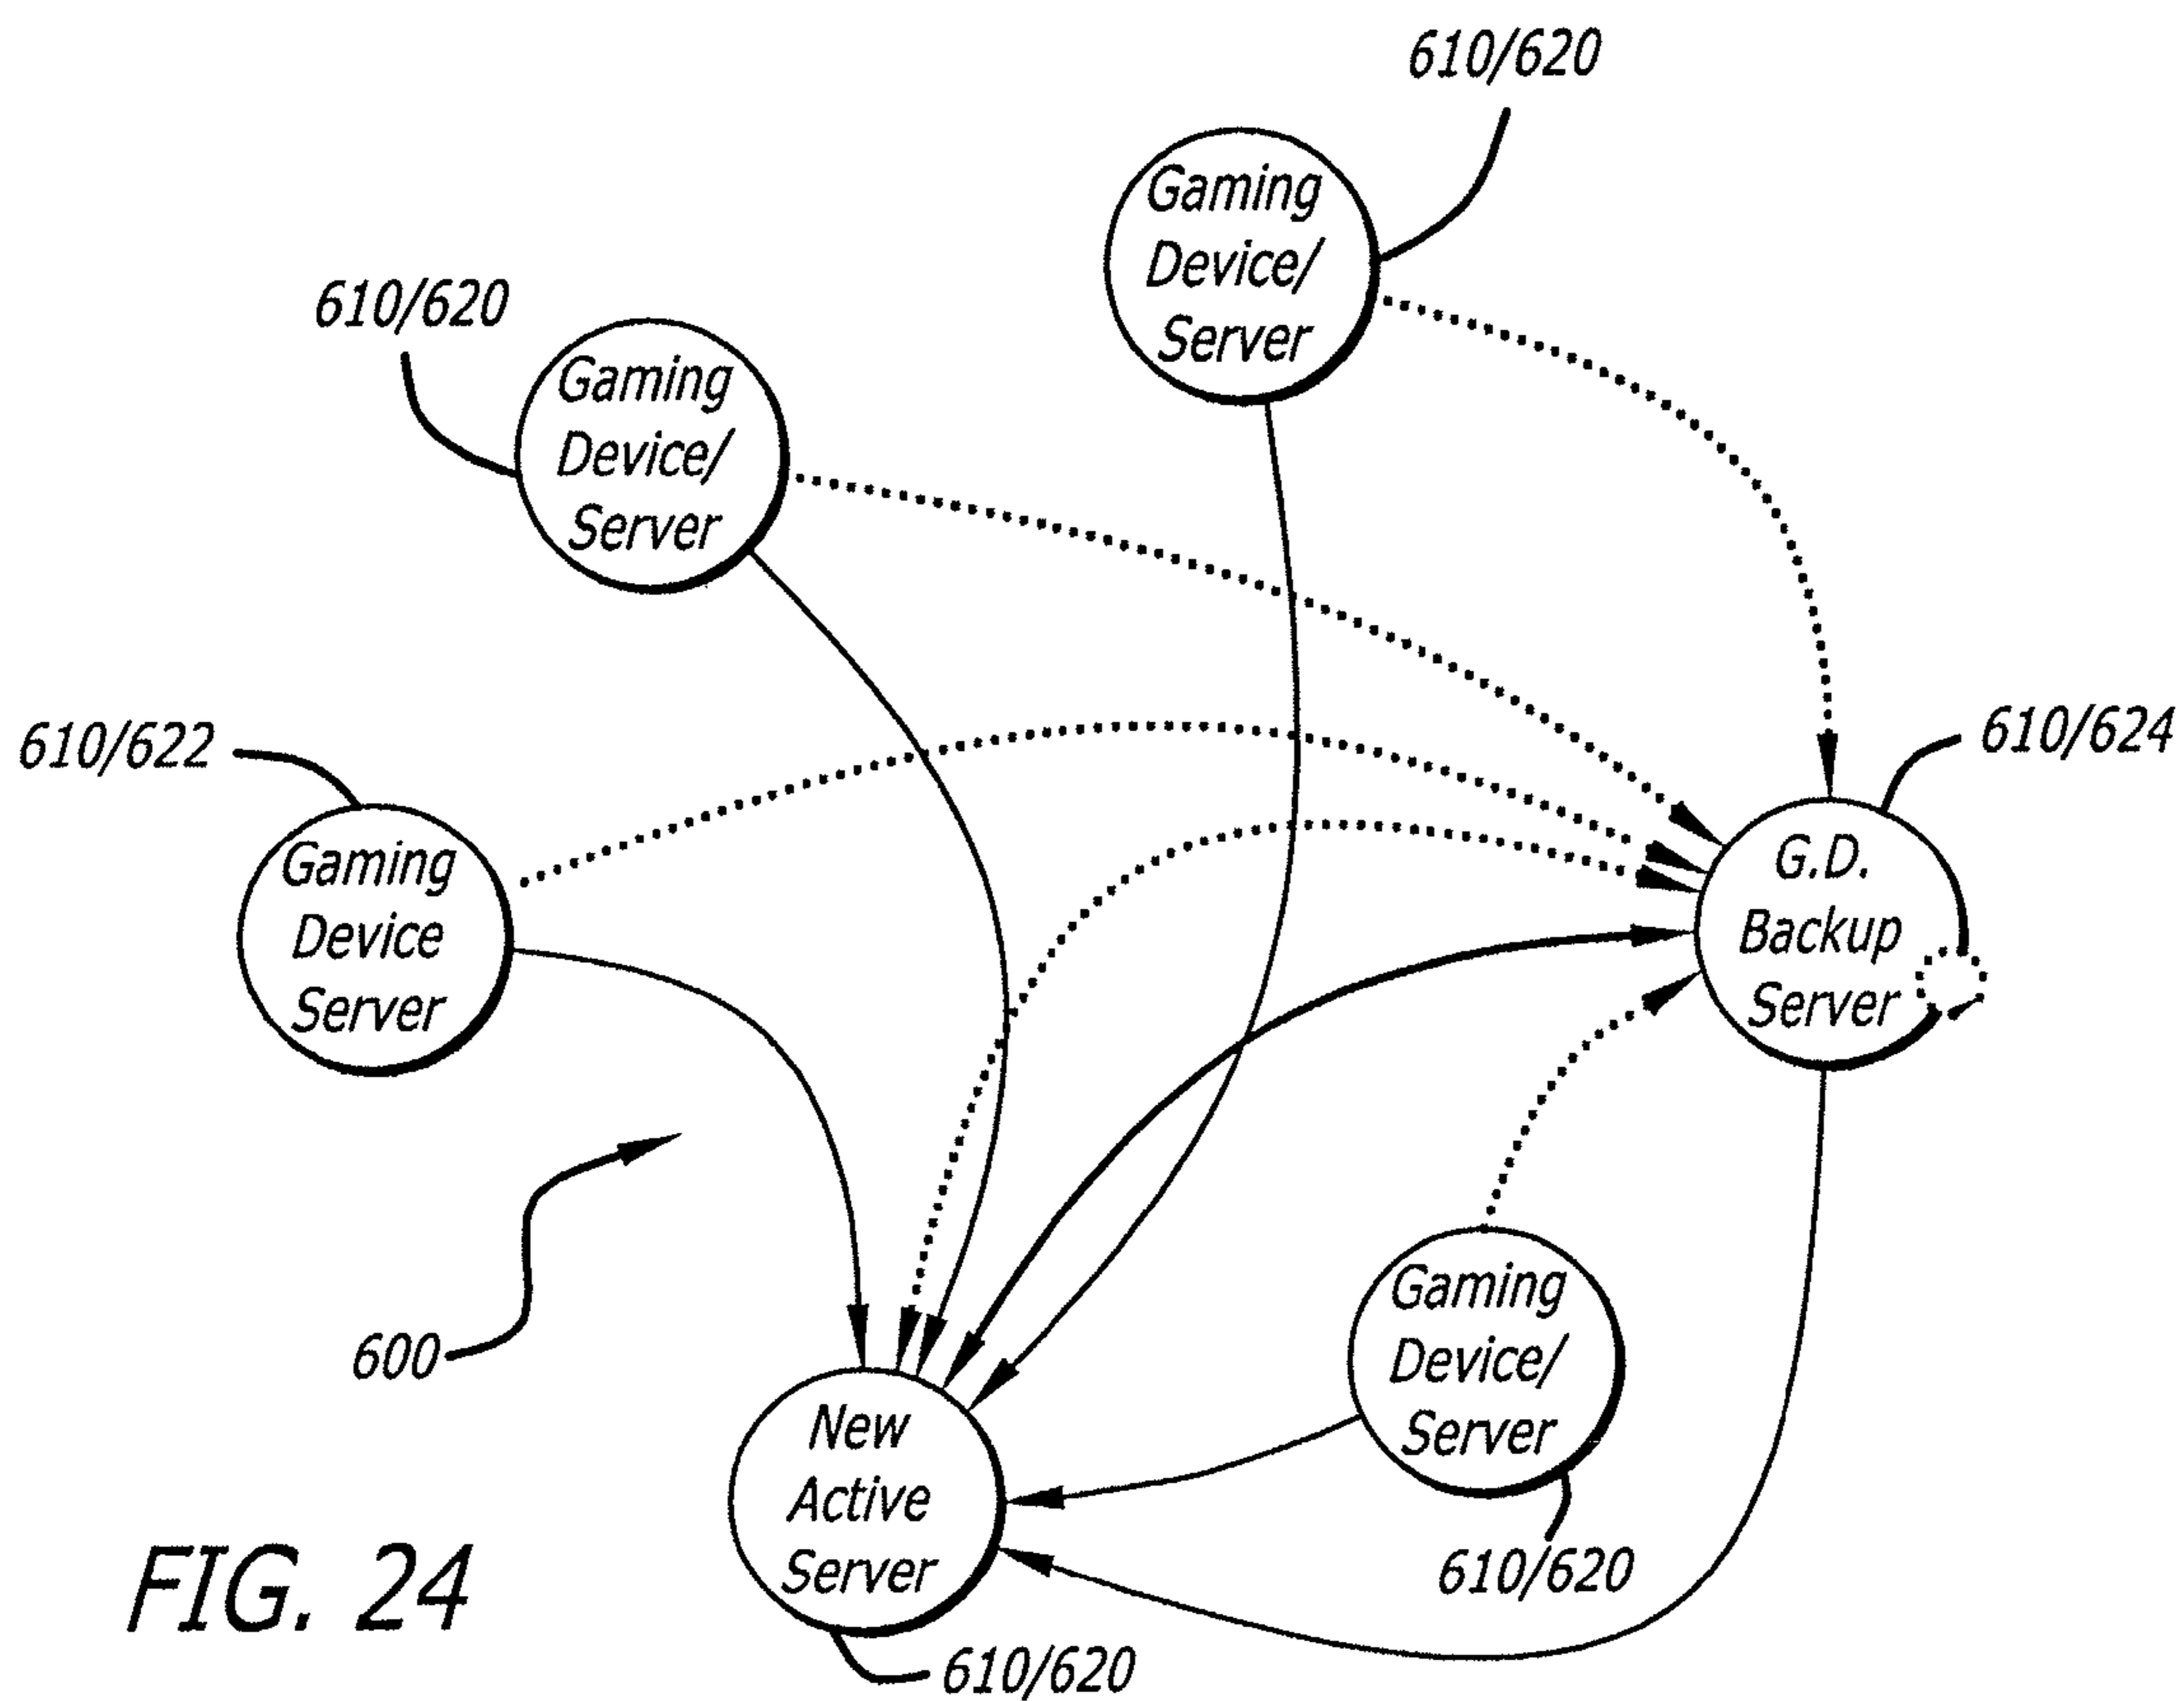 610/620
Gaming
Device/
Server
610/620
Gaming
Device/
Server
610/622
Gaming
Device
Server
610/624
G.D.
Backup
Server
600
Gaming
Device/
Server
610/620
New
Active
Server
610/620
FIG. 24